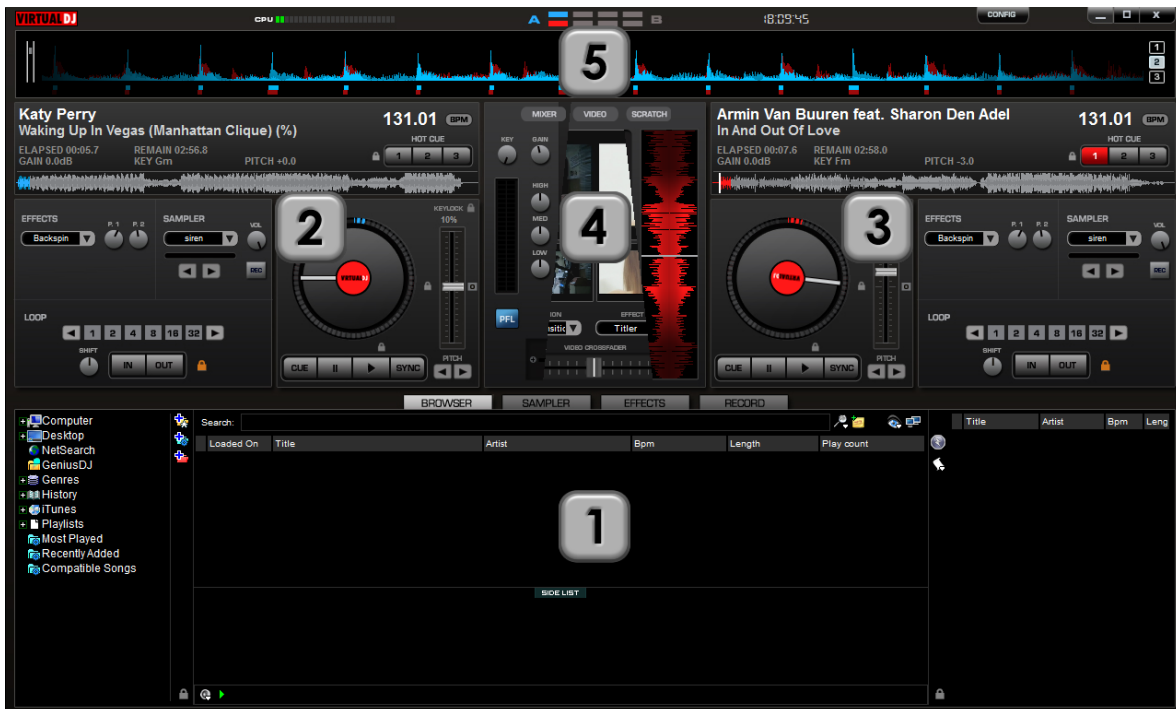 VIRTUAL DJ
CPU
A
B
18:09:45
CONFIG
X
5
1
2
3
Katy Perry
131.01 BPM
Waking Up In Vegas (Manhattan Clique) (%)
HOT CUE
ELAPSED 00:05.7 REMAIN 02:56.8
1 2 3
GAIN 0.0dB KEY Gm PITCH +0.0
MIXER VIDEO SCRATCH
KEY GAIN
HIGH
MED
LOW
4
PFL
EFFECT
Titler
VIDEO CROSSFADER
Armin Van Buuren feat. Sharon Den Adel
131.01 BPM
In And Out Of Love
HOT CUE
ELAPSED 00:07.6 REMAIN 02:58.0
1 2 3
GAIN 0.0dB KEY Fm PITCH -3.0
EFFECTS P. 1 P. 2 SAMPLER VOL
Backspin siren
REC
LOOP
1 2 4 8 16 32
SHIFT
IN OUT
2
KEYLOCK
10%
VIRTUAL DJ
CUE SYNC
PITCH
3
CUE SYNC
PITCH
EFFECTS P. 1 P. 2 SAMPLER VOL
Backspin siren
REC
LOOP
1 2 4 8 16 32
SHIFT
IN OUT
BROWSER SAMPLER EFFECTS RECORD
Computer
Desktop
NetSearch
GeniusDJ
Genres
History
iTunes
Playlists
Most Played
Recently Added
Compatible Songs
Search:
Loaded On Title Artist Bpm Length Play count
1
SIDE LIST
Title Artist Bpm Leng